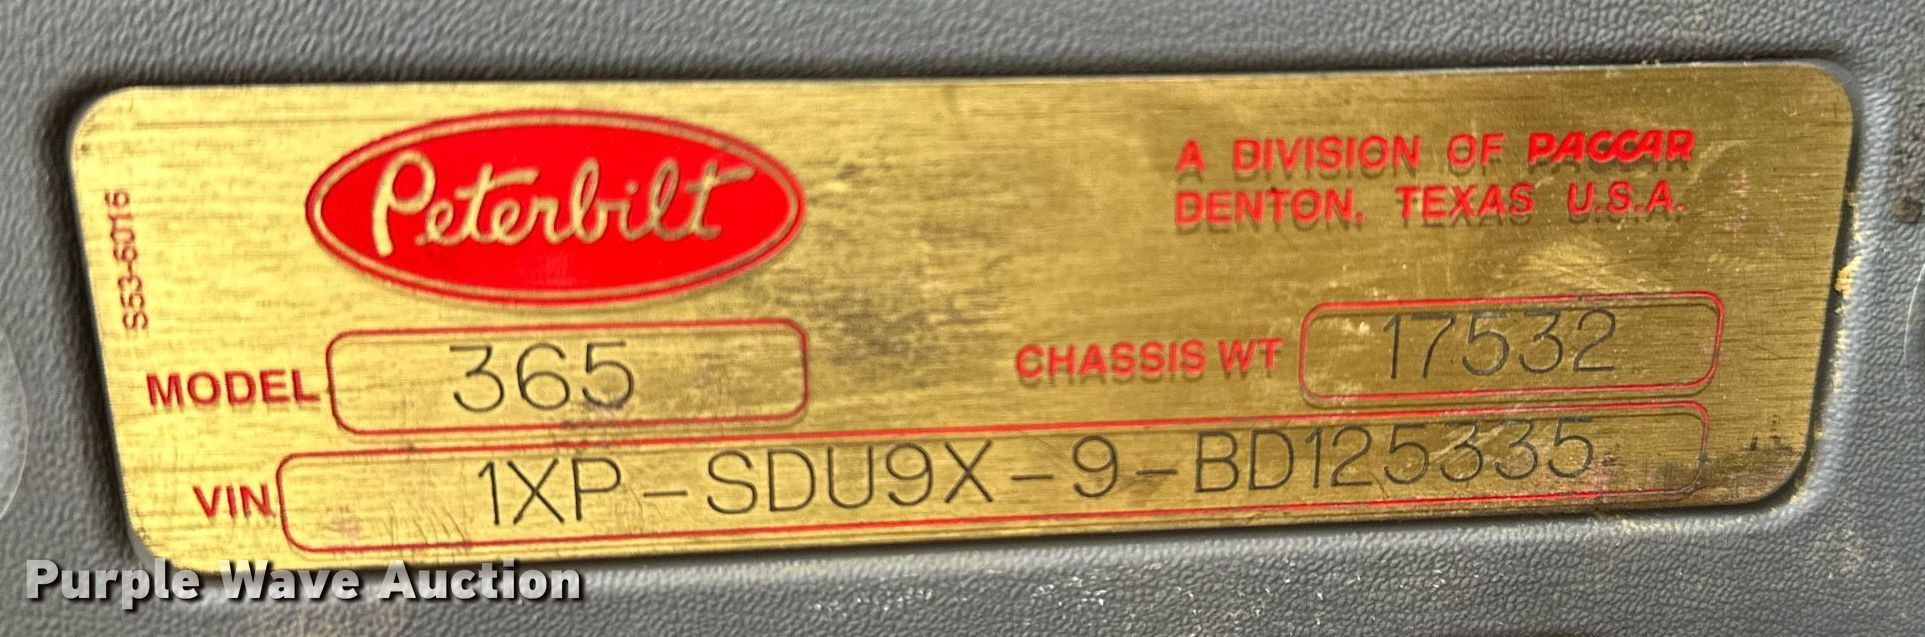 Peterbilt
A DIVISION OF PACCAR
DENTON, TEXAS U.S.A.
S53-6016
MODEL 365
CHASSIS WT 17532
VIN 1XP-SDU9X-9-BD125335
Purple Wave Auction